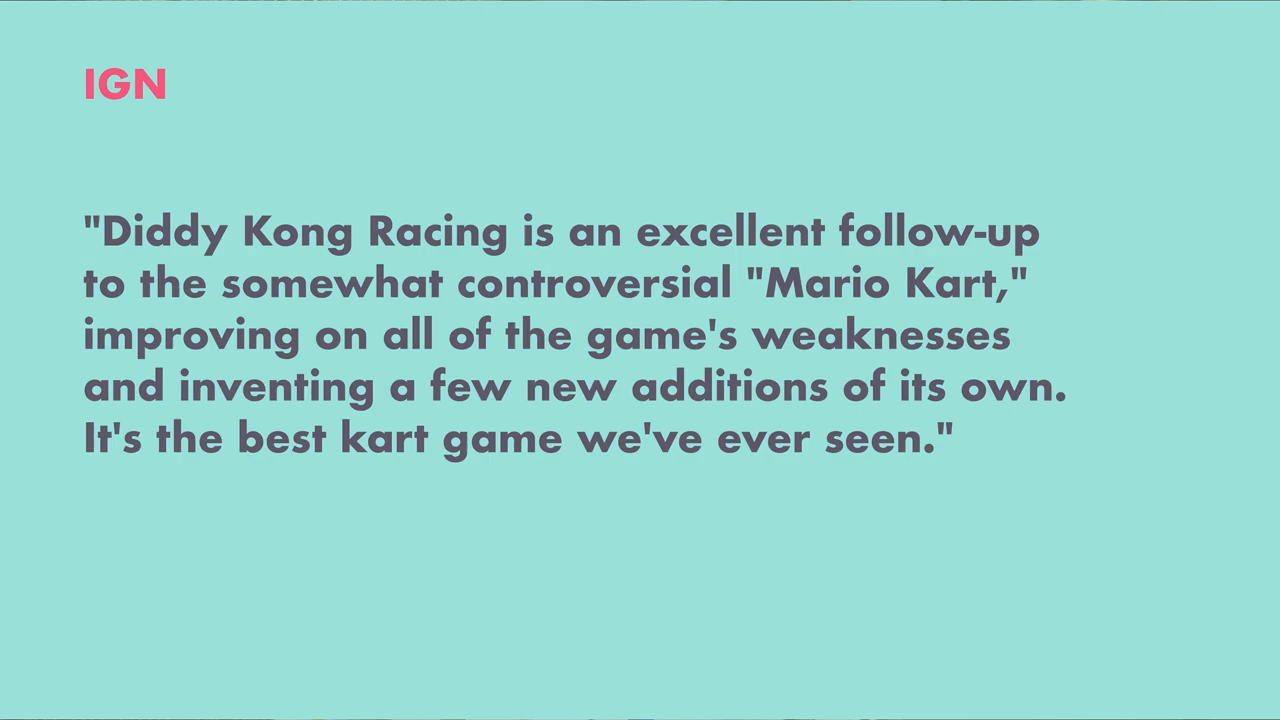 IGN
"Diddy Kong Racing is an excellent follow-up
to the somewhat controversial "Mario Kart,"
improving on all of the game's weaknesses
and inventing a few new additions of its own.
It's the best kart game we've ever seen."